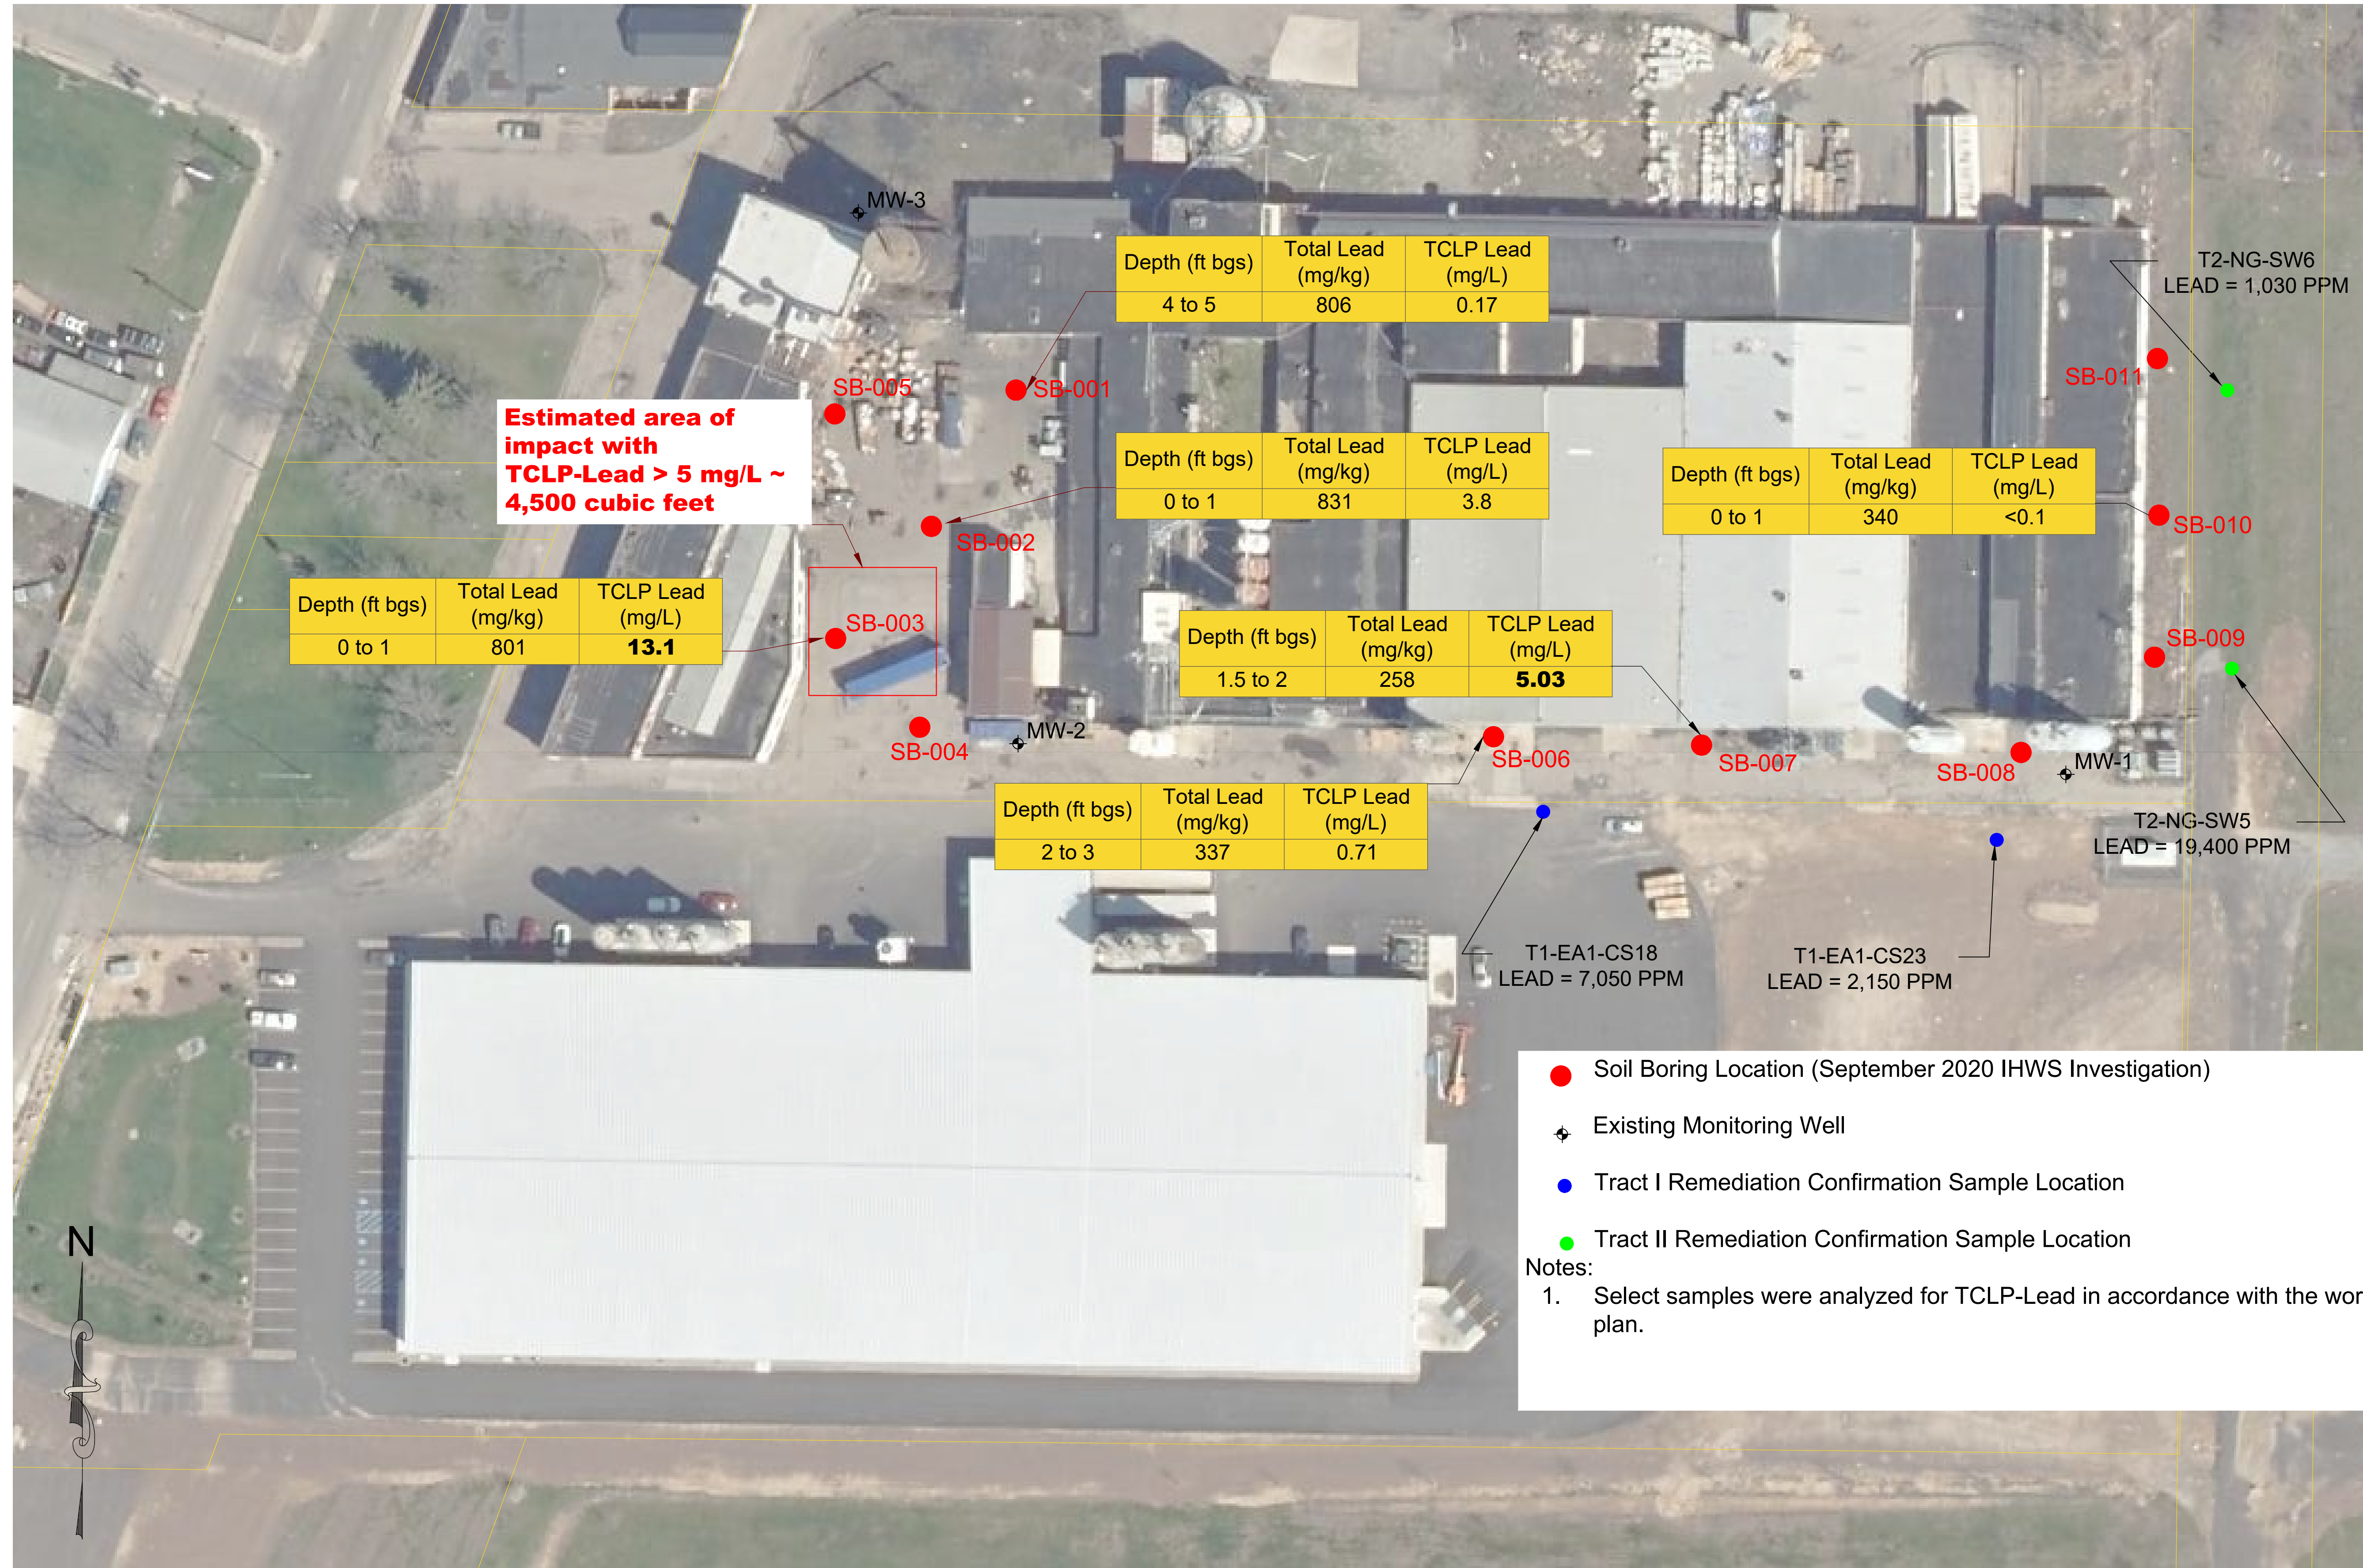 MW-3
Depth (ft bgs) Total Lead (mg/kg) TCLP Lead (mg/L)
4 to 5 806 0.17
T2-NG-SW6
LEAD = 1,030 PPM
SB-011
SB-005
SB-001
Estimated area of
impact with
TCLP-Lead > 5 mg/L ~
4,500 cubic feet
Depth (ft bgs) Total Lead (mg/kg) TCLP Lead (mg/L)
0 to 1 831 3.8
Depth (ft bgs) Total Lead (mg/kg) TCLP Lead (mg/L)
0 to 1 340 <0.1
SB-002
SB-010
Depth (ft bgs) Total Lead (mg/kg) TCLP Lead (mg/L)
0 to 1 801 13.1
SB-003
Depth (ft bgs) Total Lead (mg/kg) TCLP Lead (mg/L)
1.5 to 2 258 5.03
SB-009
SB-004
MW-2
SB-006
SB-007
SB-008
MW-1
Depth (ft bgs) Total Lead (mg/kg) TCLP Lead (mg/L)
2 to 3 337 0.71
T2-NG-SW5
LEAD = 19,400 PPM
T1-EA1-CS18
LEAD = 7,050 PPM
T1-EA1-CS23
LEAD = 2,150 PPM
Soil Boring Location (September 2020 IHWS Investigation)
Existing Monitoring Well
Tract I Remediation Confirmation Sample Location
Tract II Remediation Confirmation Sample Location
Notes:
1. Select samples were analyzed for TCLP-Lead in accordance with the wor
plan.
N